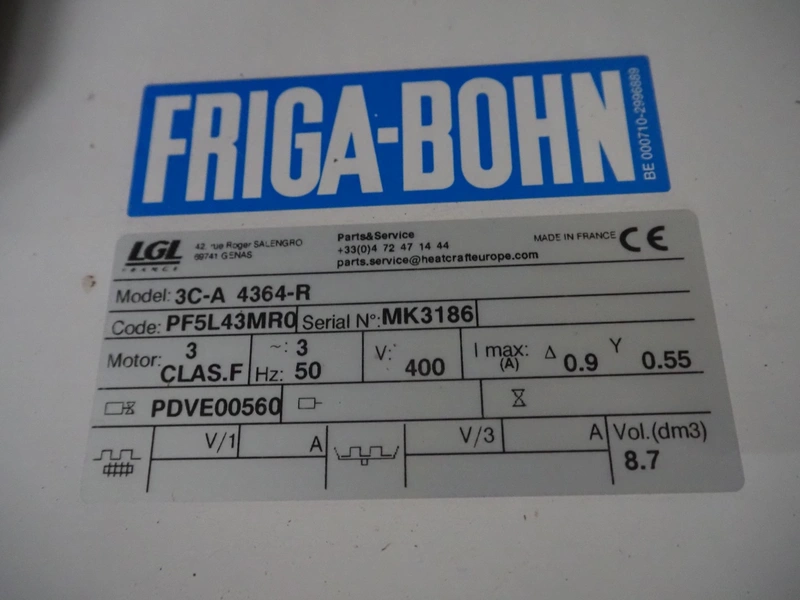 FRIGA-BOHN
BE 000710-2996889
LGL
FRANCE
42, rue Roger SALENGRO
69741 GENAS
Parts&Service
+33(0)4 72 47 14 44
parts.service@heatcrafteurope.com
MADE IN FRANCE CE
Model: 3C-A 4364-R
Code: PF5L43MR0 Serial N°: MK3186
Motor: 3 CLAS.F ~: 3 Hz: 50 V: 400 I max: (A) Δ 0.9 Y 0.55
PDVE00560
V/1 A V/3 A Vol.(dm3)
8.7